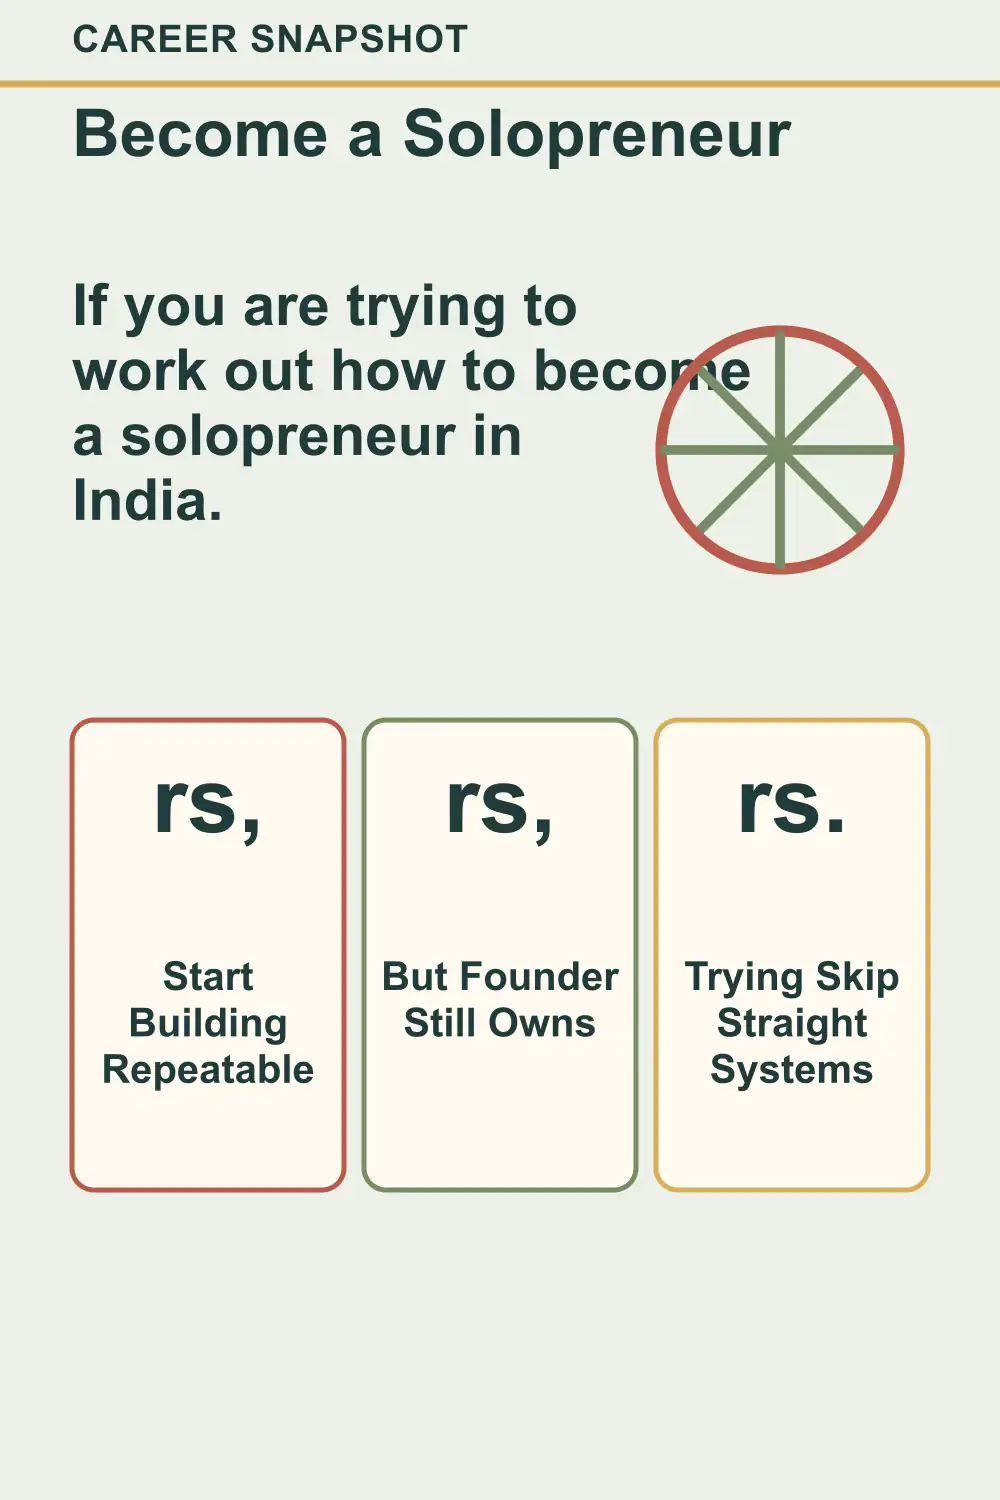 CAREER SNAPSHOT
Become a Solopreneur
If you are trying to
work out how to become
a solopreneur in
India.
rs,
rs,
rs.
Start
Building
Repeatable
But Founder
Still Owns
Trying Skip
Straight
Systems